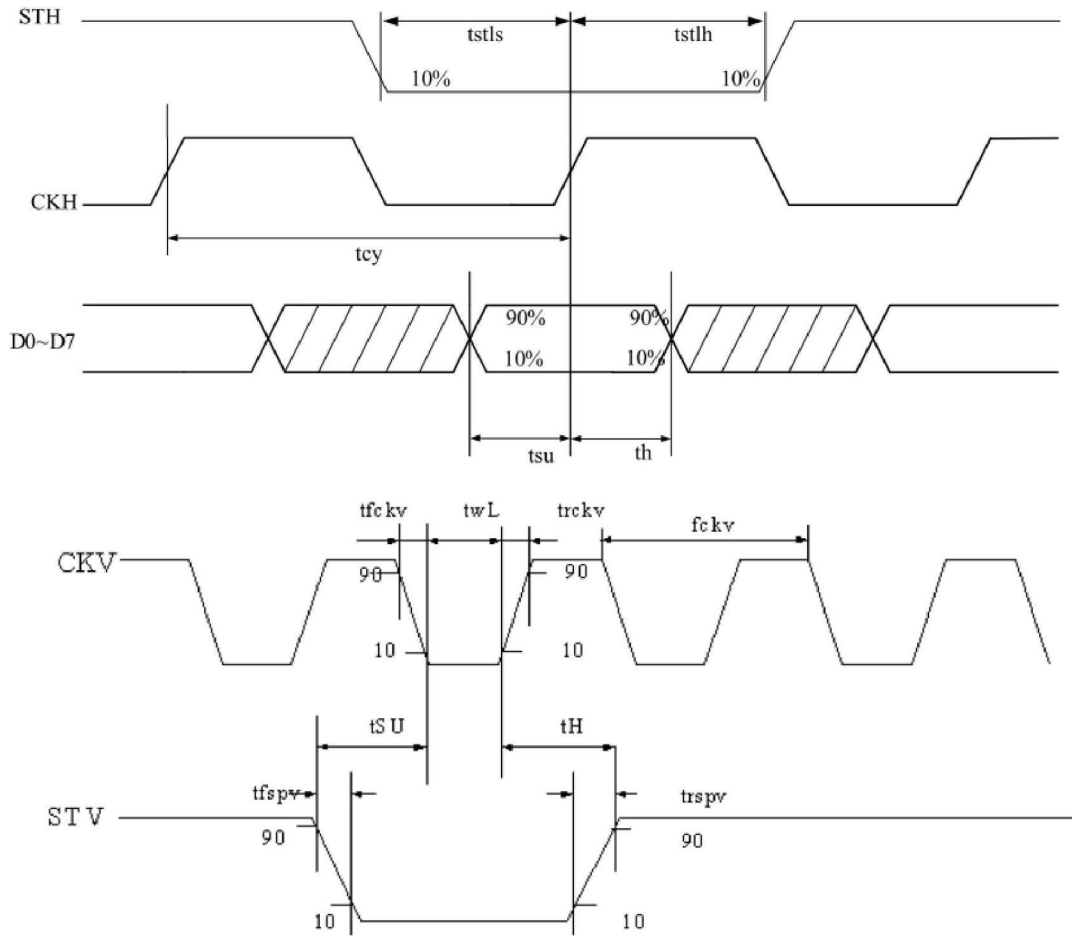 STH
tstls
tstlh
10%
10%
CKH
tcy
D0~D7
90%
90%
10%
10%
tsu
th
tfckv
twL
trckv
fckv
CKV
90
90
10
10
tSU
tH
tfspv
trspv
STV
90
90
10
10